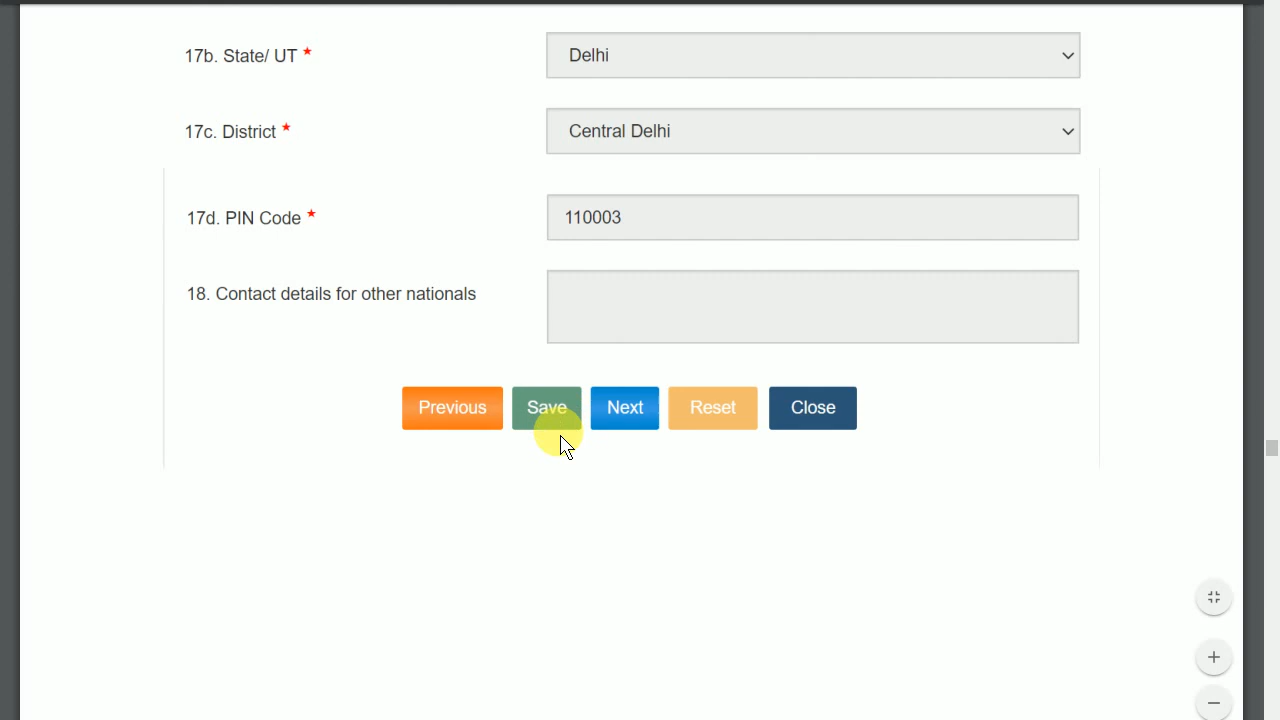 17b. State/ UT *
Delhi
17c. District *
Central Delhi
17d. PIN Code *
110003
18. Contact details for other nationals
Previous Save Next Reset Close